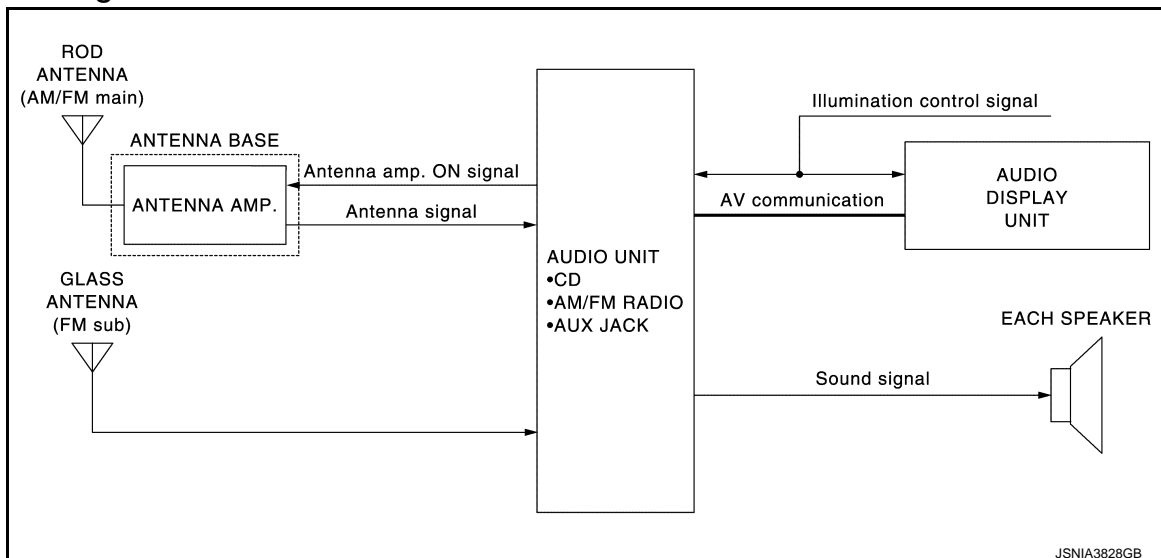 ROD
ANTENNA
(AM/FM main)
ANTENNA BASE
ANTENNA AMP.
Antenna amp. ON signal
Antenna signal
GLASS
ANTENNA
(FM sub)
AUDIO UNIT
•CD
•AM/FM RADIO
•AUX JACK
Illumination control signal
AV communication
AUDIO
DISPLAY
UNIT
EACH SPEAKER
Sound signal
JSNIA3828GB